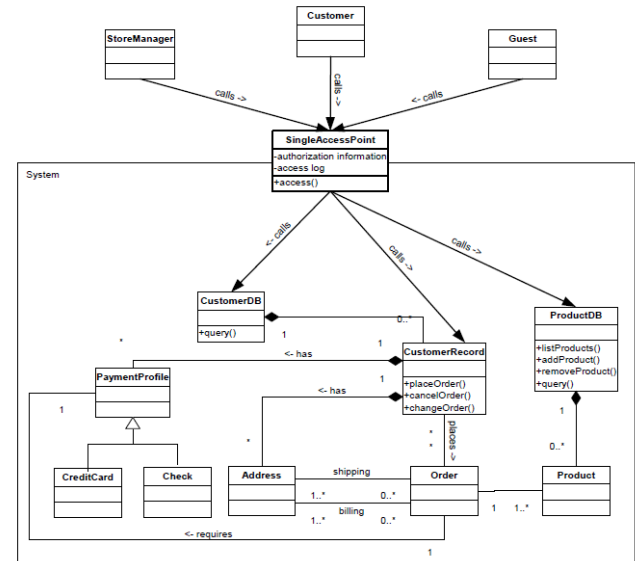 Customer
StoreManager
Guest
calls ->
calls ->
<- calls
SingleAccessPoint
-authorization information
-access log
+access()
System
<- calls
calls ->
calls ->
CustomerDB
+query()
1
0..*
ProductDB
+listProducts()
+addProduct()
+removeProduct()
+query()
*
<- has
1
CustomerRecord
+placeOrder()
+cancelOrder()
+changeOrder()
PaymentProfile
1
<- has
1
1
*
*
*
places ->
0..*
CreditCard
Check
Address
shipping
Order
Product
1..*
0..*
1
1..*
billing
1..*
0..*
<- requires
1